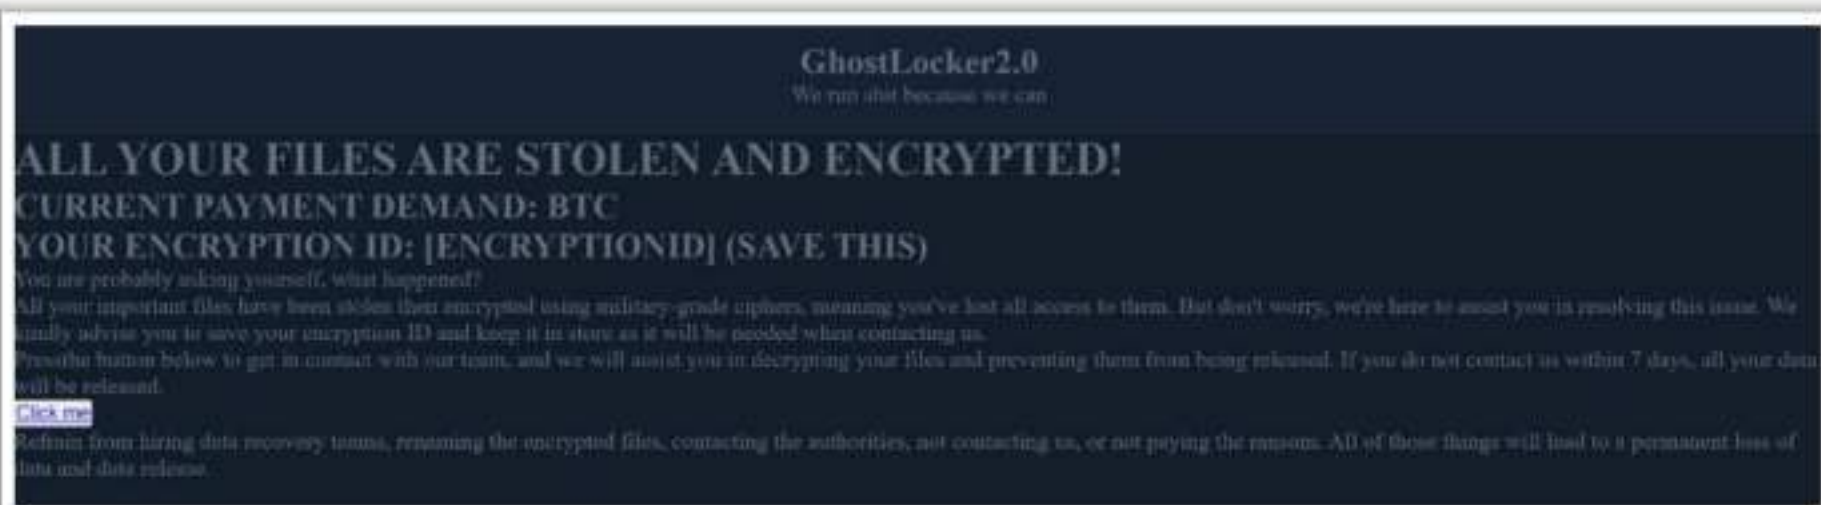 GhostLocker2.0
We run shit because we can
ALL YOUR FILES ARE STOLEN AND ENCRYPTED!
CURRENT PAYMENT DEMAND: BTC
YOUR ENCRYPTION ID: [ENCRYPTIONID] (SAVE THIS)
You are probably asking yourself, what happened?
All your important files have been stolen then encrypted using military-grade ciphers, meaning you've lost all access to them. But don't worry, we're here to assist you in resolving this issue. We
kindly advise you to save your encryption ID and keep it in store as it will be needed when contacting us.
Pressthe button below to get in contact with our team, and we will assist you in decrypting your files and preventing them from being released. If you do not contact us within 7 days, all your data
will be released.
Click me
Refrain from hiring data recovery teams, renaming the encrypted files, contacting the authorities, not contacting us, or not paying the ransom. All of these things will lead to a permanent loss of
data and data release.